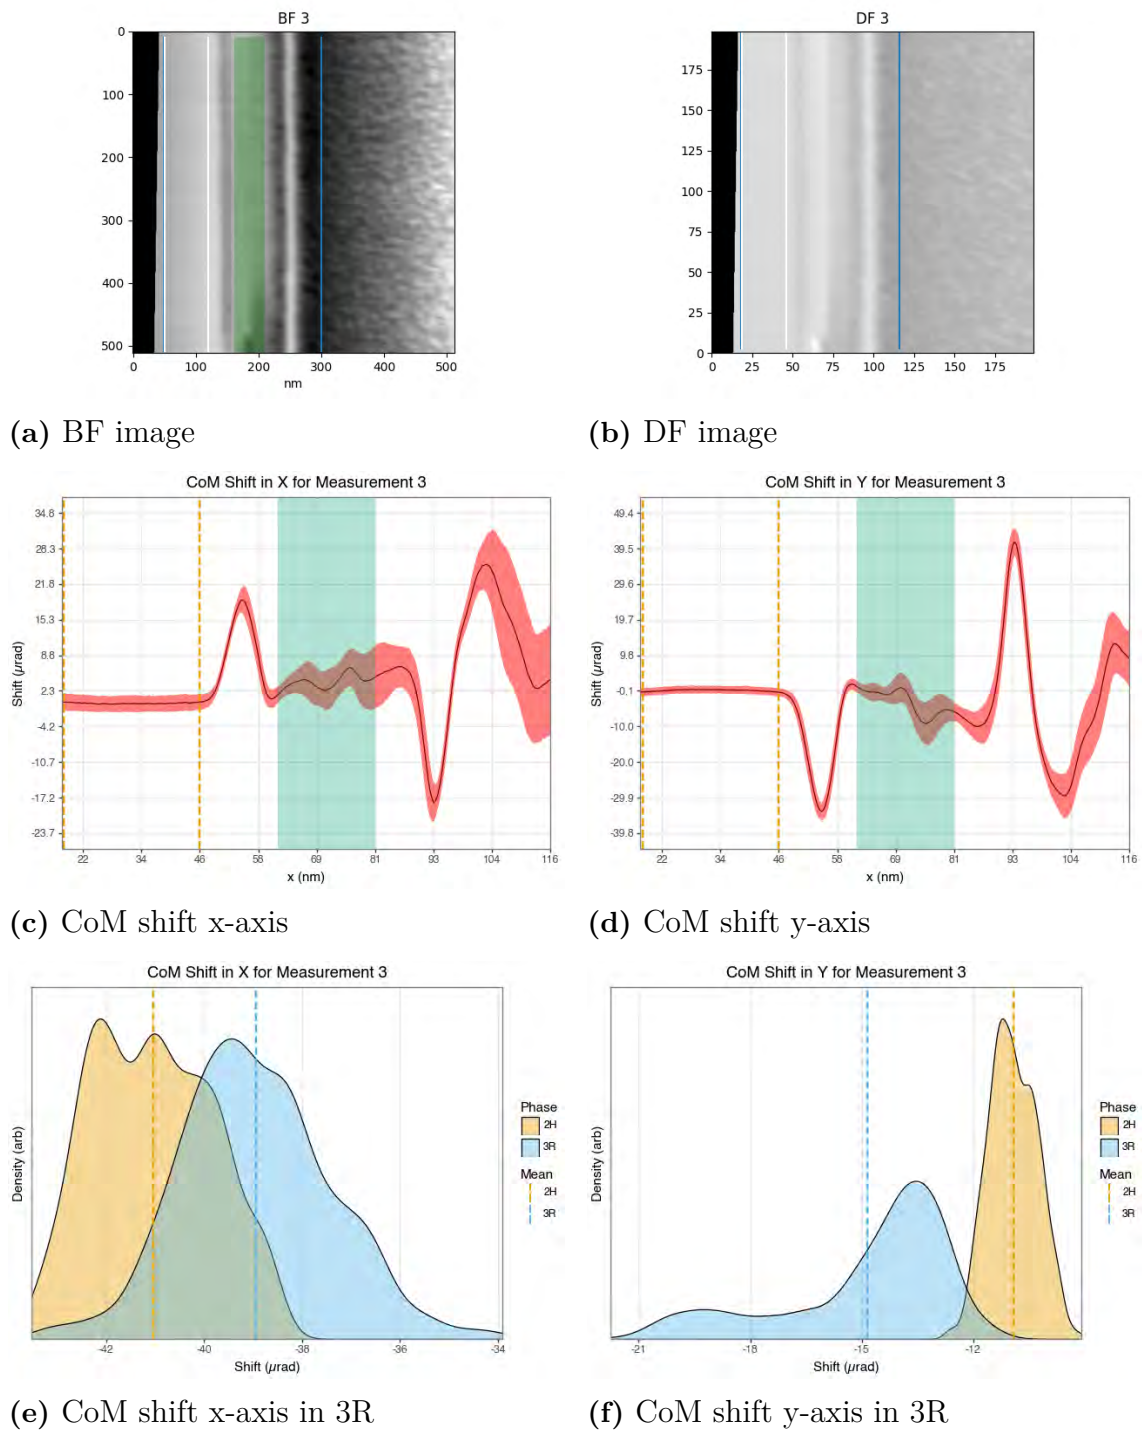 BF 3
0
100
200
300
400
500
0 100 200 300 400 500
nm
DF 3
175
150
125
100
75
50
25
0
0 25 50 75 100 125 150 175
(a) BF image
(b) DF image
CoM Shift in X for Measurement 3
Shift (μrad)
34.8
28.3
21.8
15.3
8.8
2.3
-4.2
-10.7
-17.2
-23.7
22 34 46 58 69 81 93 104 116
x (nm)
CoM Shift in Y for Measurement 3
Shift (μrad)
49.4
39.5
29.6
19.7
9.8
-0.1
-10.0
-20.0
-29.9
-39.8
22 34 46 58 69 81 93 104 116
x (nm)
(c) CoM shift x-axis
(d) CoM shift y-axis
CoM Shift in X for Measurement 3
Density (arb)
-42 -40 -38 -36 -34
Shift (μrad)
Phase
2H
3R
Mean
2H
3R
CoM Shift in Y for Measurement 3
Density (arb)
-21 -18 -15 -12
Shift (μrad)
Phase
2H
3R
Mean
2H
3R
(e) CoM shift x-axis in 3R
(f) CoM shift y-axis in 3R